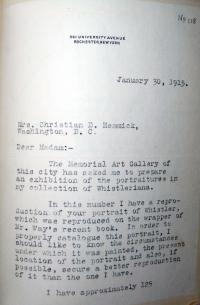 581 UNIVERSITY AVENUE
ROCHESTER, NEW YORK
January 30, 1915.
Mrs. Christian D. Hemmick,
Washington, D. C.
Dear Madam:-
The Memorial Art Gallery of
this city has asked me to prepare
an exhibition of the portraitures in
my collection of Whistleriana.
In this number I have a repro-
duction of your portrait of Whistler,
which was reproduced on the wrapper of
Mr. Way's recent book. In order to
properly catalogue this portrait, I
should like to know the circumstances
under which it was painted, the present
location of the portrait and also, if
possible, secure a better reproduction
of it than the one I have.
I have approximately 125